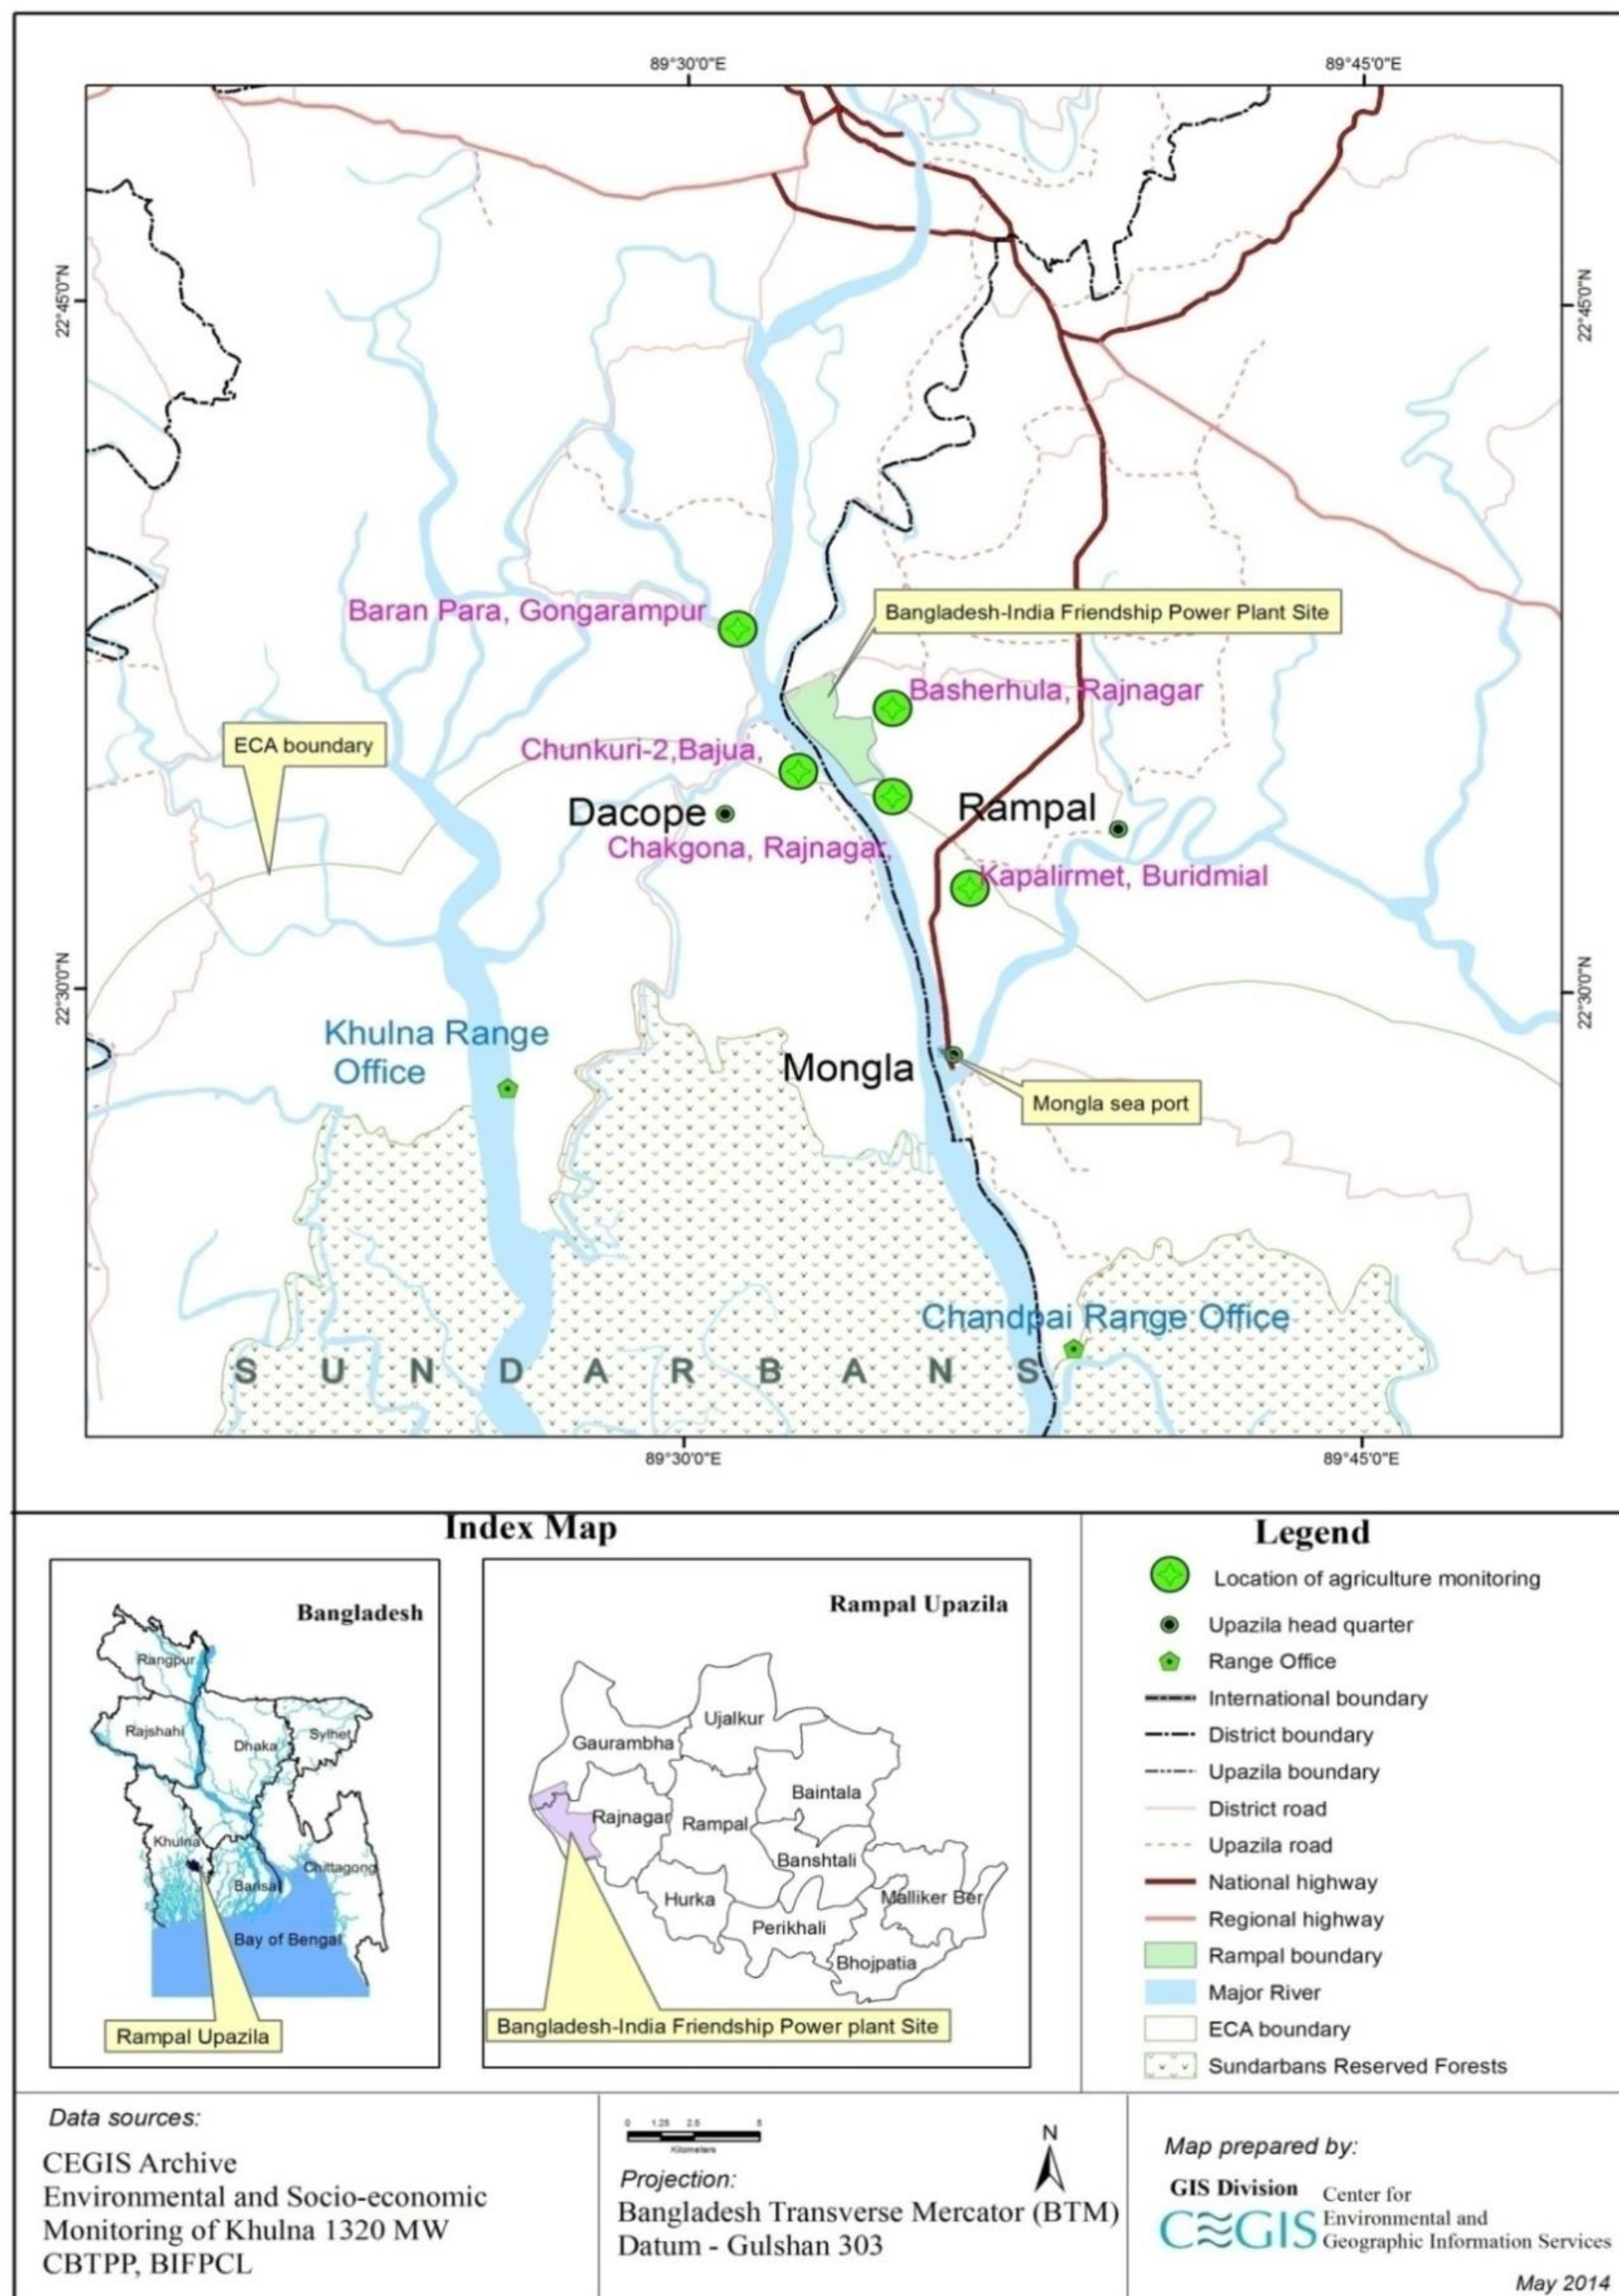 89°30'0"E
89°45'0"E
22°45'0"N
22°45'0"N
Baran Para, Gongarampur
Bangladesh-India Friendship Power Plant Site
Basherhula, Rajnagar
ECA boundary
Chunkuri-2,Bajua,
Dacope
Rampal
Chakgona, Rajnagar,
Kapalirmet, Buridmial
22°30'0"N
22°30'0"N
Khulna Range
Office
Mongla
Mongla sea port
Chandpai Range Office
S U N D A R B A N S
89°30'0"E
89°45'0"E
Index Map
Bangladesh
Rangpur
Rajshahi
Dhaka
Sylhet
Khulna
Barisal
Chittagong
Bay of Bengal
Rampal Upazila
Rampal Upazila
Ujalkur
Gaurambha
Baintala
Rajnagar
Rampal
Banshtali
Hurka
Malliker Ber
Perikhali
Bhojpatia
Bangladesh-India Friendship Power plant Site
Legend
Location of agriculture monitoring
Upazila head quarter
Range Office
International boundary
District boundary
Upazila boundary
District road
Upazila road
National highway
Regional highway
Rampal boundary
Major River
ECA boundary
Sundarbans Reserved Forests
Data sources:
CEGIS Archive
Environmental and Socio-economic
Monitoring of Khulna 1320 MW
CBTPP, BIFPCL
0 1.25 2.5 5
Kilometers
N
Projection:
Bangladesh Transverse Mercator (BTM)
Datum - Gulshan 303
Map prepared by:
GIS Division
CEGIS
Center for
Environmental and
Geographic Information Services
May 2014